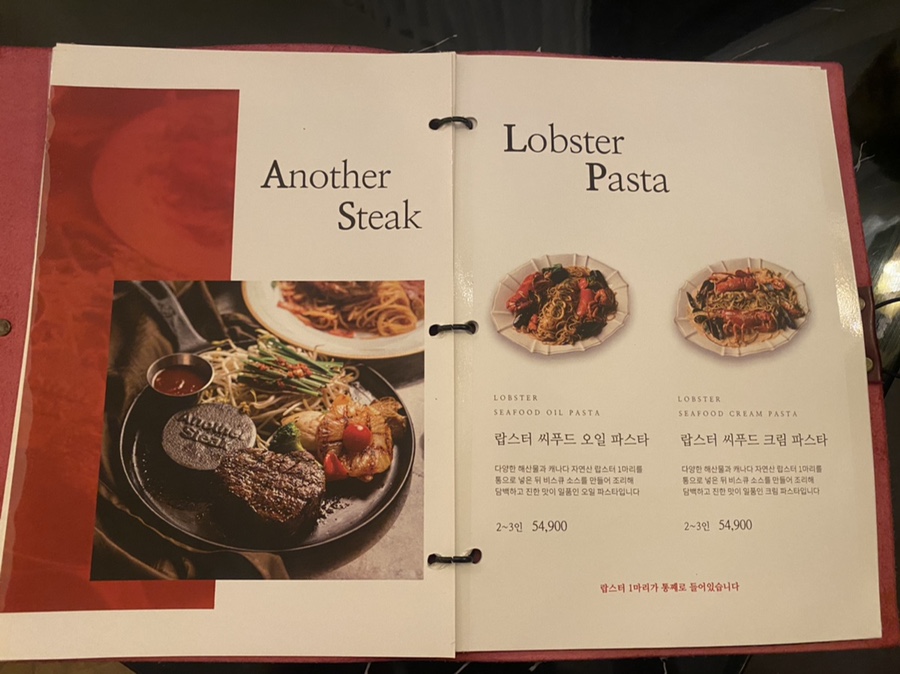 Another
Steak
Another
Steak
Lobster
Pasta
LOBSTER
SEAFOOD OIL PASTA
랍스터 씨푸드 오일 파스타
다양한 해산물과 캐나다 자연산 랍스터 1마리를
통으로 넣은 뒤 비스큐 소스를 만들어 조리해
담백하고 진한 맛이 일품인 오일 파스타입니다
2~3인 54,900
LOBSTER
SEAFOOD CREAM PASTA
랍스터 씨푸드 크림 파스타
다양한 해산물과 캐나다 자연산 랍스터 1마리를
통으로 넣은 뒤 비스큐 소스를 만들어 조리해
담백하고 진한 맛이 일품인 크림 파스타입니다
2~3인 54,900
랍스터 1마리가 통째로 들어있습니다